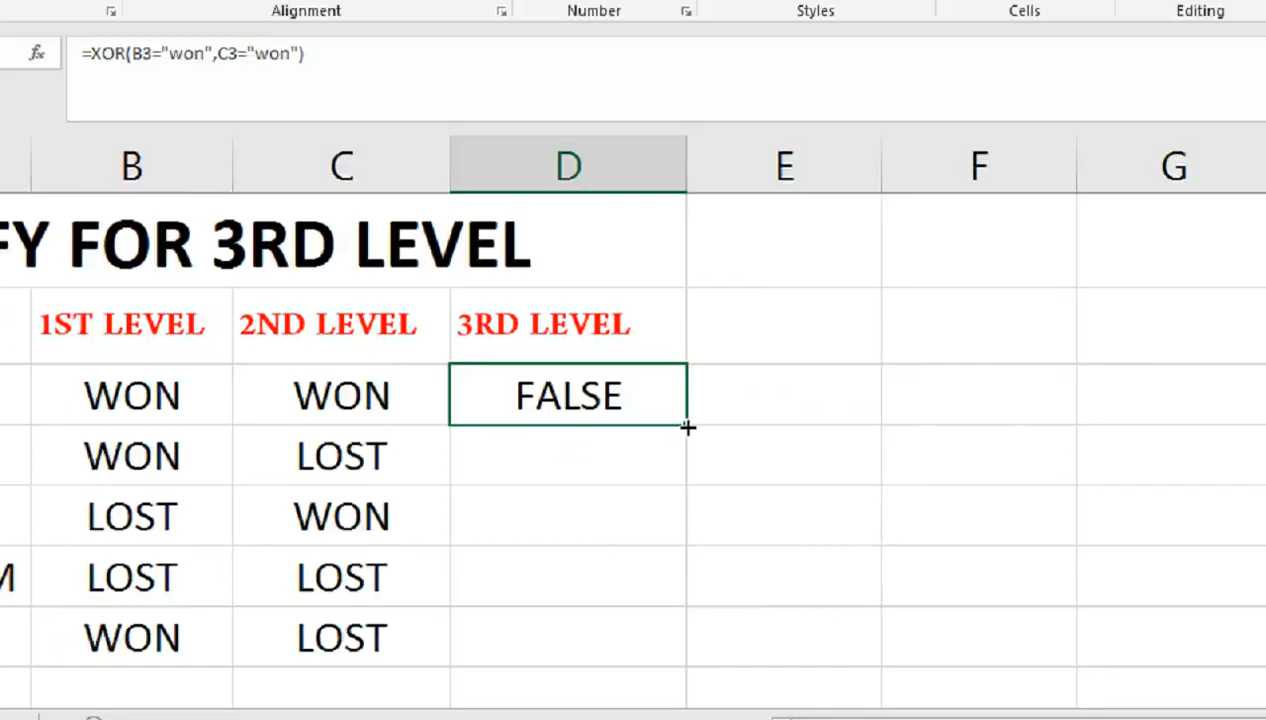 Alignment Number Styles Cells Editing
fx =XOR(B3="won",C3="won")
B C D E F G
FY FOR 3RD LEVEL
1ST LEVEL 2ND LEVEL 3RD LEVEL
WON WON FALSE
WON LOST
LOST WON
M LOST LOST
WON LOST